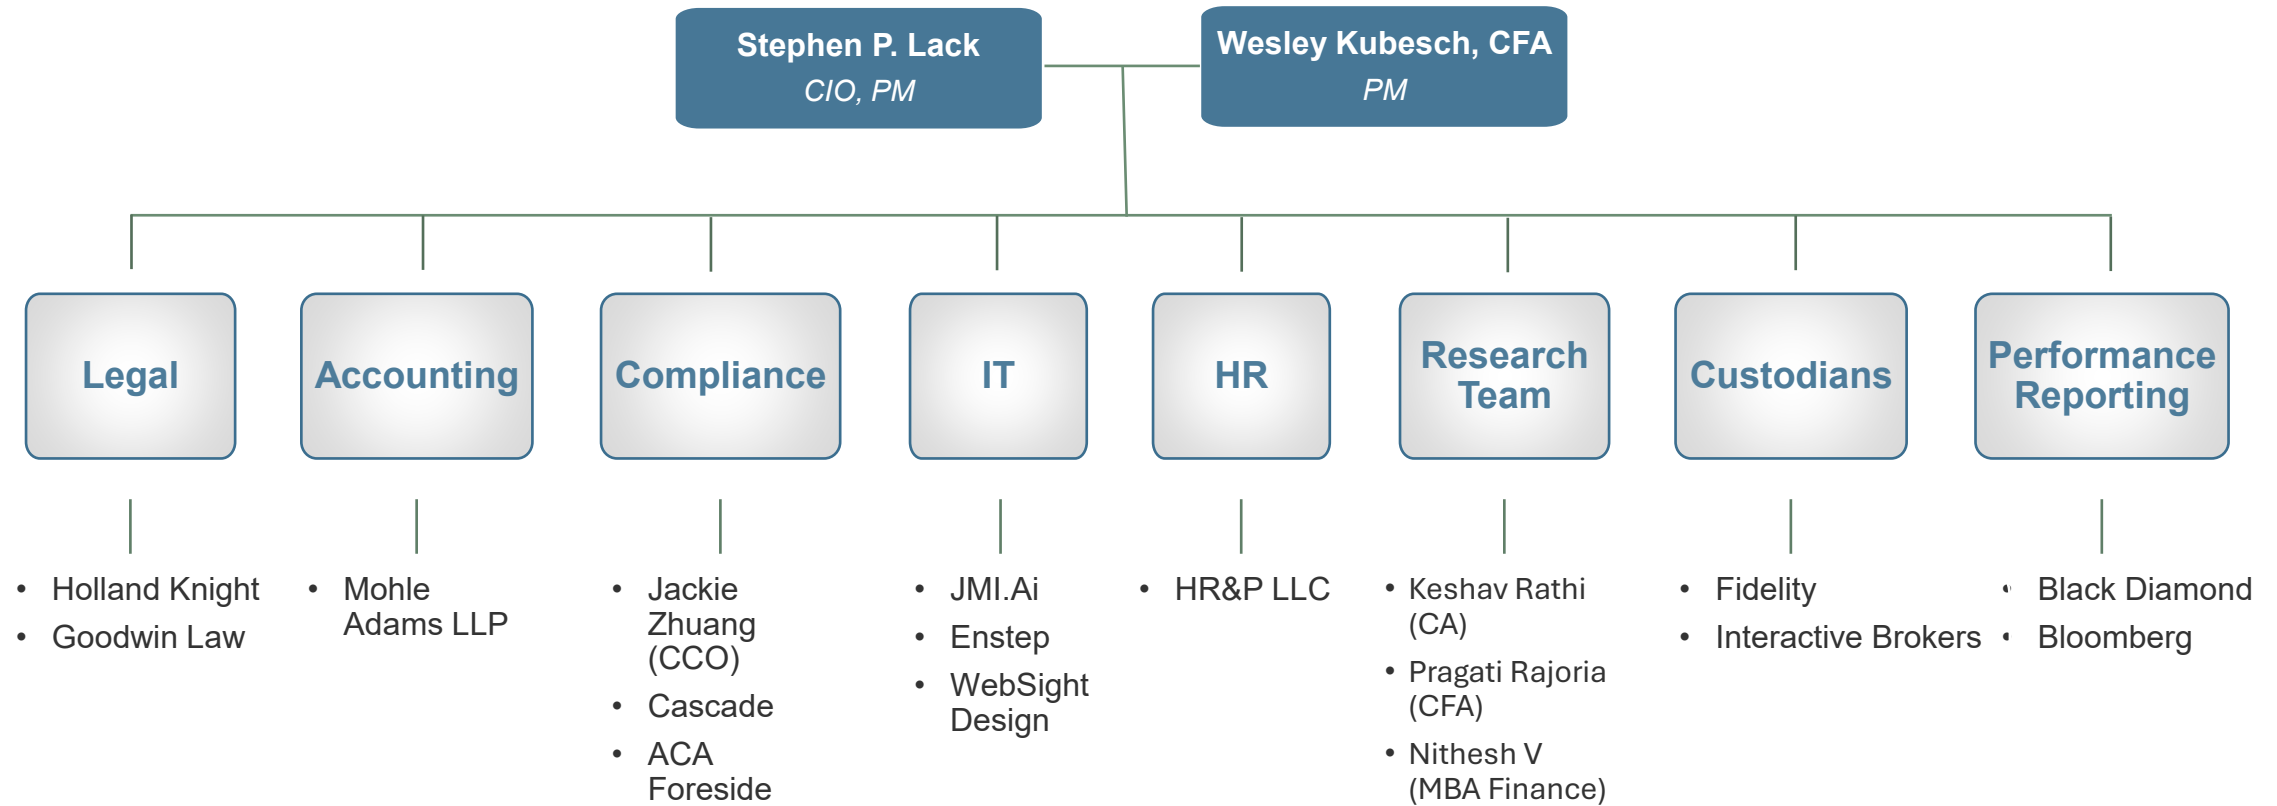 Stephen P. Lack
CIO, PM
Wesley Kubesch, CFA
PM
Legal
Accounting
Compliance
IT
HR
Research
Team
Custodians
Performance
Reporting
• Holland Knight
• Goodwin Law
• Mohle
Adams LLP
• Jackie
Zhuang
(CCO)
• Cascade
• ACA
Foreside
• JMI.Ai
• Enstep
• WebSight
Design
• HR&P LLC
• Keshav Rathi
(CA)
• Pragati Rajoria
(CFA)
• Nithesh V
(MBA Finance)
• Fidelity
• Interactive Brokers
• Black Diamond
• Bloomberg